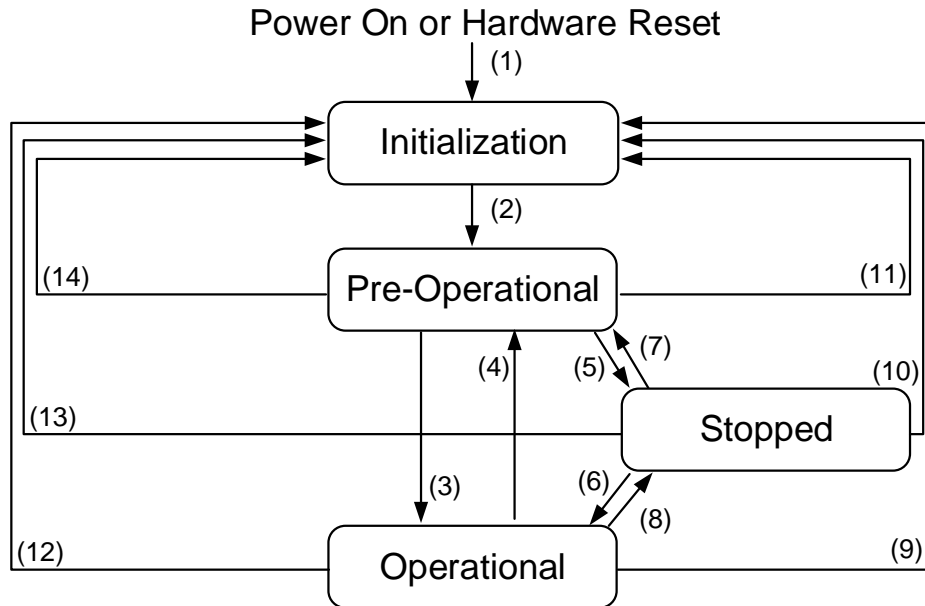 Power On or Hardware Reset
(1)
Initialization
(2)
(14)
Pre-Operational
(11)
(4)
(5)
(7)
(10)
(13)
Stopped
(3)
(6)
(8)
(12)
Operational
(9)